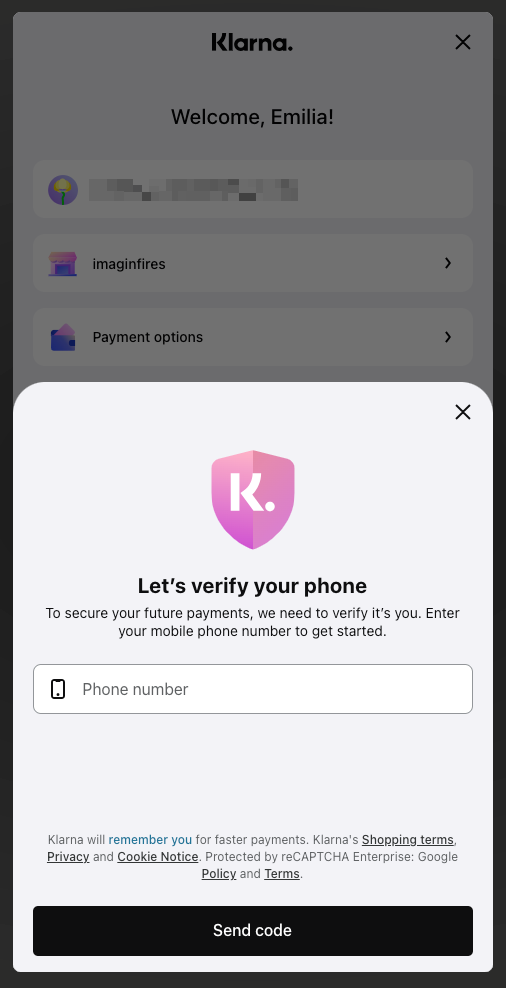 Klarna.
Welcome, Emilia!
imaginfires
Payment options
K.
Let’s verify your phone
To secure your future payments, we need to verify it’s you. Enter
your mobile phone number to get started.
Phone number
Klarna will remember you for faster payments. Klarna's Shopping terms,
Privacy and Cookie Notice. Protected by reCAPTCHA Enterprise: Google
Policy and Terms.
Send code